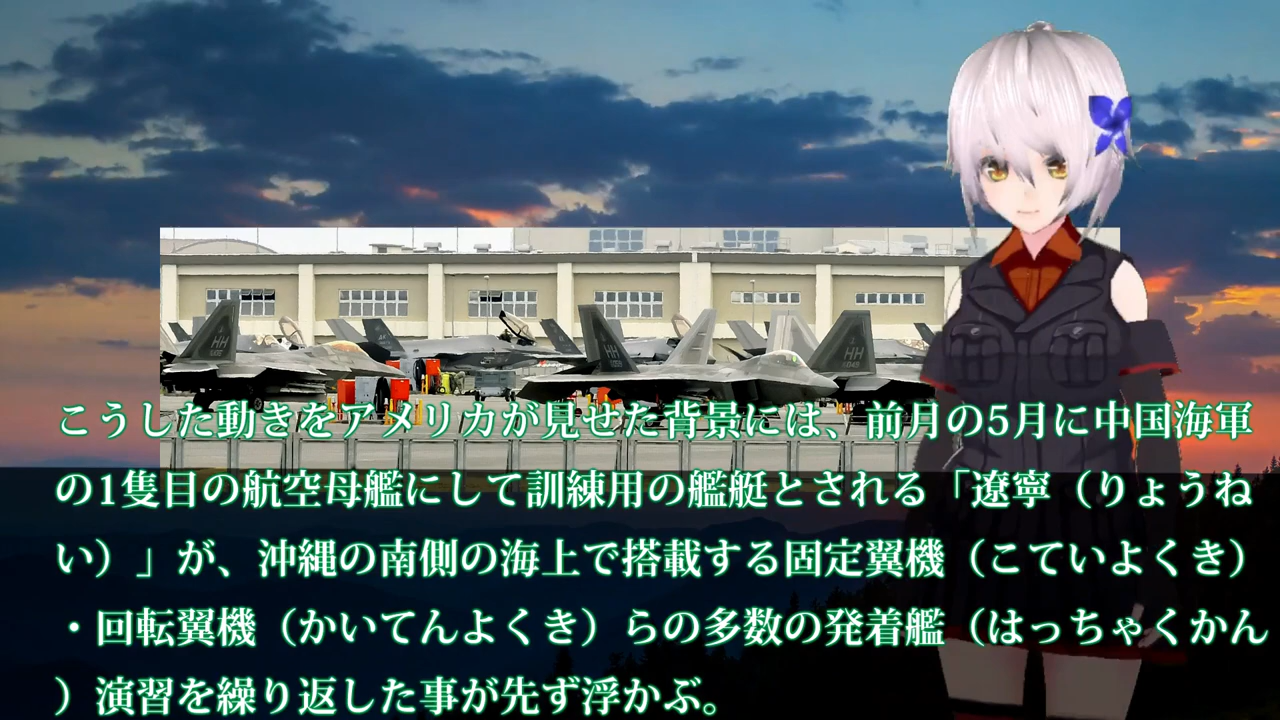 こうした動きをアメリカが見せた背景には、前月の5月に中国海軍
の1隻目の航空母艦にして訓練用の艦艇とされる「遼寧（りょうね
い）」が、沖縄の南側の海上で搭載する固定翼機（こていよくき）
・回転翼機（かいてんよくき）らの多数の発着艦（はっちゃくかん
）演習を繰り返した事が先ず浮かぶ。
HH
AK
HH
HH